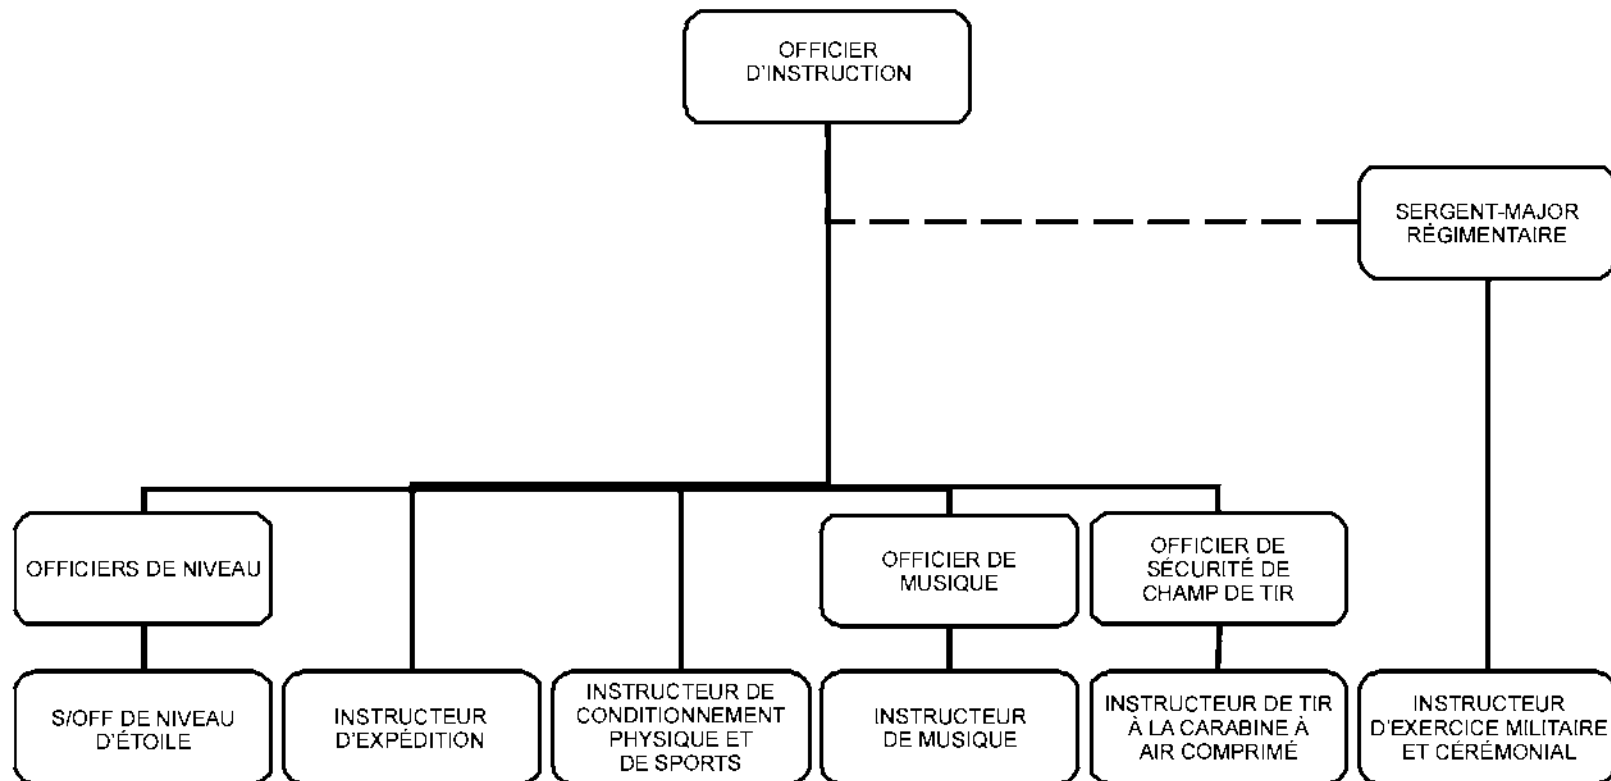 OFFICIER
D'INSTRUCTION
SERGENT-MAJOR
RÉGIMENTAIRE
OFFICIERS DE NIVEAU
OFFICIER DE
MUSIQUE
OFFICIER DE
SÉCURITÉ DE
CHAMP DE TIR
S/OFF DE NIVEAU
D'ÉTOILE
INSTRUCTEUR
D'EXPÉDITION
INSTRUCTEUR DE
CONDITIONNEMENT
PHYSIQUE ET
DE SPORTS
INSTRUCTEUR
DE MUSIQUE
INSTRUCTEUR DE TIR
À LA CARABINE À
AIR COMPRIMÉ
INSTRUCTEUR
D'EXERCICE MILITAIRE
ET CÉRÉMONIAL